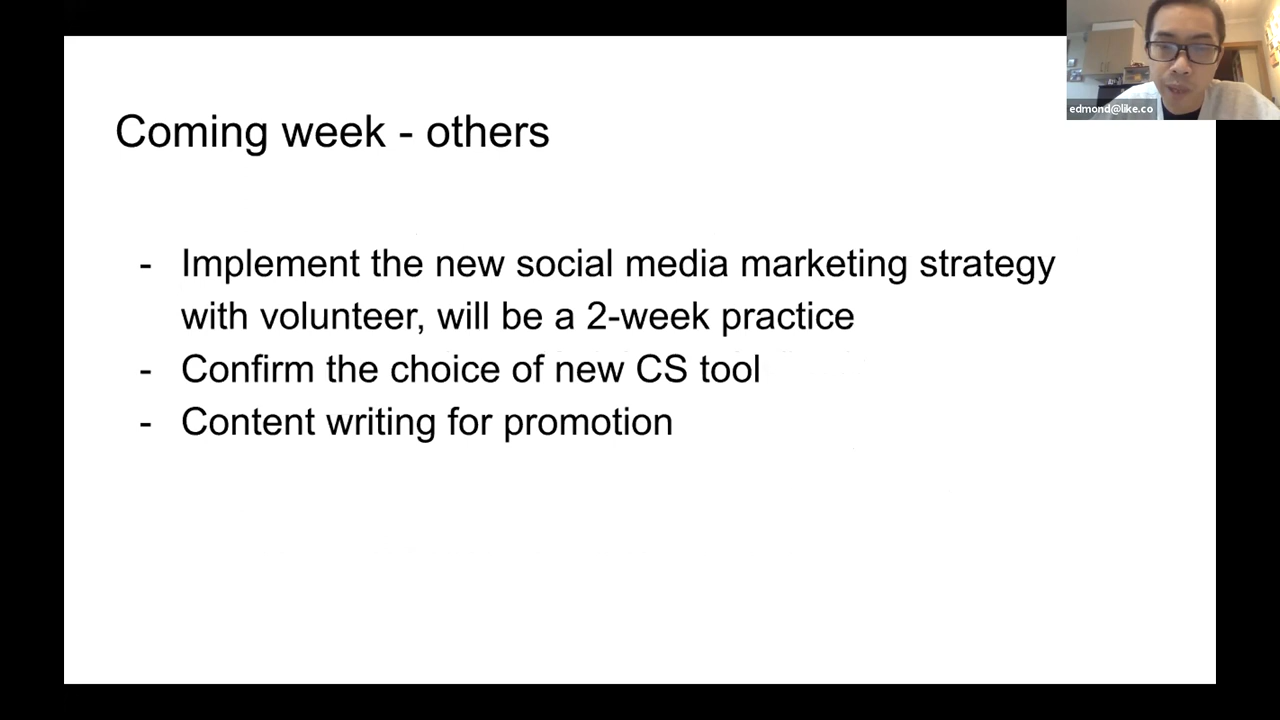 Coming week - others
edmond@like.co
- Implement the new social media marketing strategy
with volunteer, will be a 2-week practice
- Confirm the choice of new CS tool
- Content writing for promotion